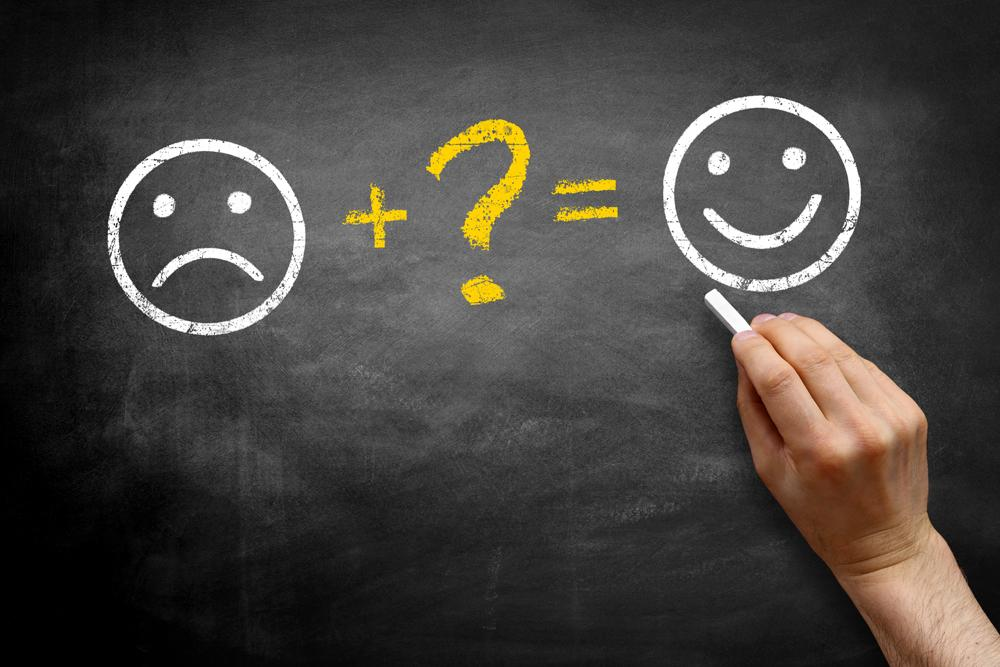 + ? =